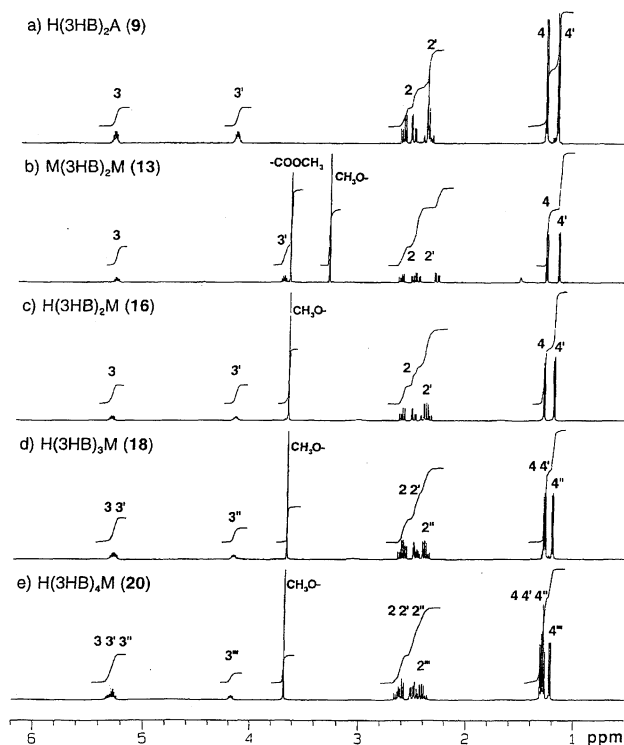 a) H(3HB)₂A (9)
3
3'
2
2'
4
4'
b) M(3HB)₂M (13)
-COOCH₃
CH₃O-
3
3'
2
2'
4
4'
c) H(3HB)₂M (16)
CH₃O-
3
3'
2
2'
4
4'
d) H(3HB)₃M (18)
CH₃O-
3 3'
3"
2 2'
2"
4 4'
4"
e) H(3HB)₄M (20)
CH₃O-
3 3' 3"
3'''
2 2' 2"
2'''
4 4' 4"
4'''
6 5 4 3 2 1 ppm